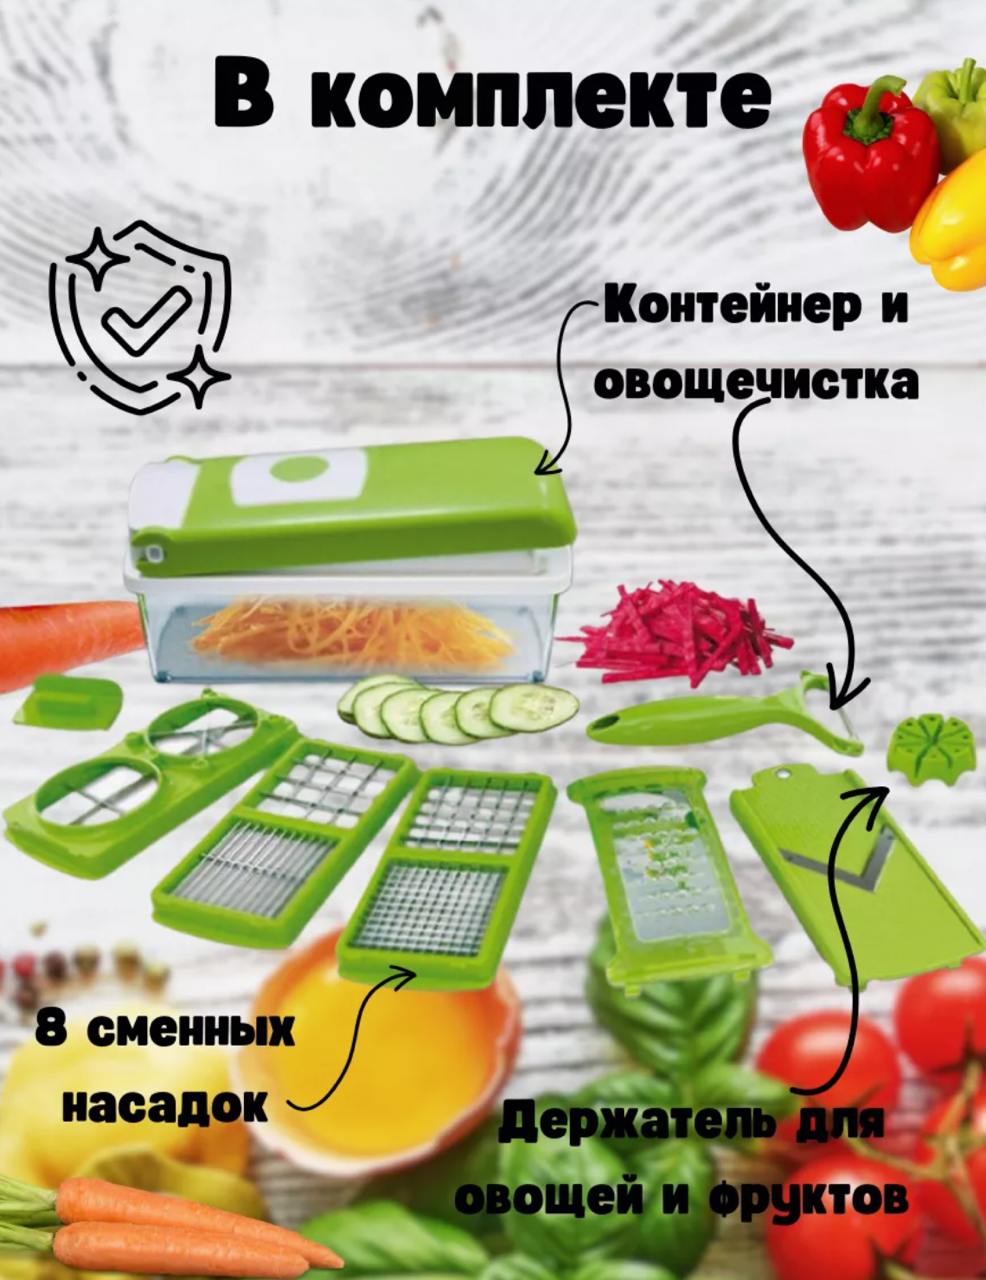 В комплекте
Контейнер и
овощечистка
8 сменных
насадок
Держатель для
овощей и фруктов